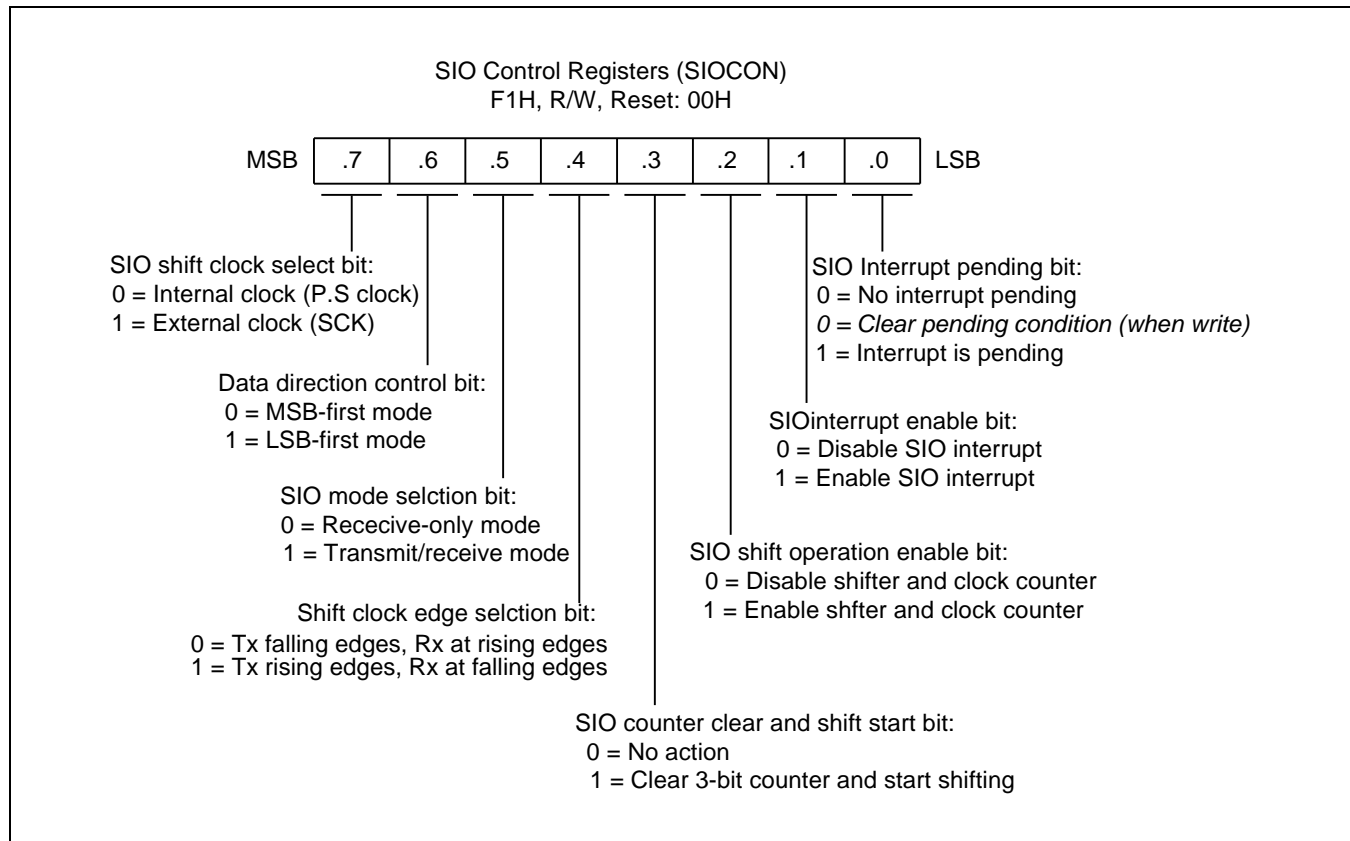 SIO Control Registers (SIOCON)
F1H, R/W, Reset: 00H
MSB .7 .6 .5 .4 .3 .2 .1 .0 LSB
SIO shift clock select bit:
0 = Internal clock (P.S clock)
1 = External clock (SCK)
SIO Interrupt pending bit:
0 = No interrupt pending
0 = Clear pending condition (when write)
1 = Interrupt is pending
Data direction control bit:
0 = MSB-first mode
1 = LSB-first mode
SIOinterrupt enable bit:
0 = Disable SIO interrupt
1 = Enable SIO interrupt
SIO mode selction bit:
0 = Rececive-only mode
1 = Transmit/receive mode
SIO shift operation enable bit:
0 = Disable shifter and clock counter
1 = Enable shfter and clock counter
Shift clock edge selction bit:
0 = Tx falling edges, Rx at rising edges
1 = Tx rising edges, Rx at falling edges
SIO counter clear and shift start bit:
0 = No action
1 = Clear 3-bit counter and start shifting